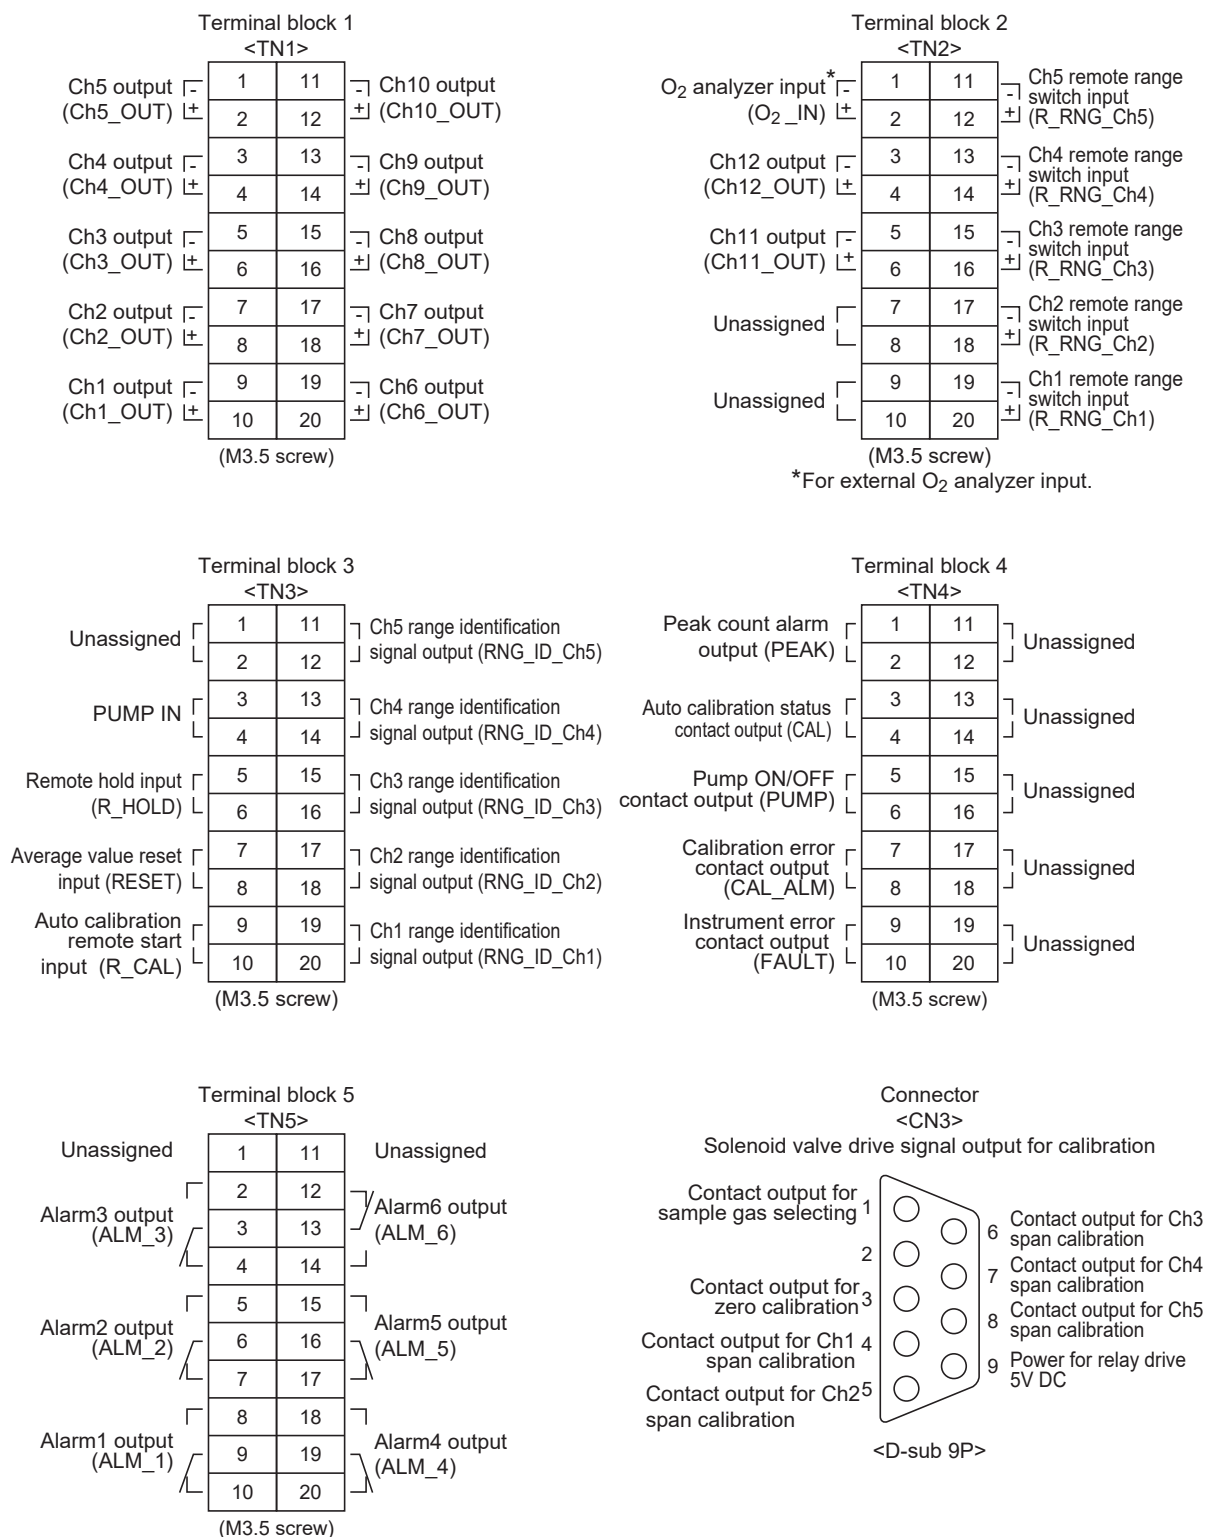 Terminal block 1
<TN1>
Ch5 output - 1 11 - Ch10 output
(Ch5_OUT) + 2 12 + (Ch10_OUT)
Ch4 output - 3 13 - Ch9 output
(Ch4_OUT) + 4 14 + (Ch9_OUT)
Ch3 output - 5 15 - Ch8 output
(Ch3_OUT) + 6 16 + (Ch8_OUT)
Ch2 output - 7 17 - Ch7 output
(Ch2_OUT) + 8 18 + (Ch7_OUT)
Ch1 output - 9 19 - Ch6 output
(Ch1_OUT) + 10 20 + (Ch6_OUT)
(M3.5 screw)
Terminal block 2
<TN2>
O2 analyzer input* - 1 11 - Ch5 remote range
switch input
(O2_IN) + 2 12 + (R_RNG_Ch5)
Ch12 output - 3 13 - Ch4 remote range
switch input
(Ch12_OUT) + 4 14 + (R_RNG_Ch4)
Ch11 output - 5 15 - Ch3 remote range
switch input
(Ch11_OUT) + 6 16 + (R_RNG_Ch3)
7 17 - Ch2 remote range
Unassigned switch input
8 18 + (R_RNG_Ch2)
9 19 - Ch1 remote range
Unassigned switch input
10 20 + (R_RNG_Ch1)
(M3.5 screw)
*For external O2 analyzer input.
Terminal block 3
<TN3>
1 11 Ch5 range identification
Unassigned 2 12 signal output (RNG_ID_Ch5)
3 13 Ch4 range identification
PUMP IN 4 14 signal output (RNG_ID_Ch4)
Remote hold input 5 15 Ch3 range identification
(R_HOLD) 6 16 signal output (RNG_ID_Ch3)
Average value reset 7 17 Ch2 range identification
input (RESET) 8 18 signal output (RNG_ID_Ch2)
Auto calibration 9 19 Ch1 range identification
remote start
input (R_CAL) 10 20 signal output (RNG_ID_Ch1)
(M3.5 screw)
Terminal block 4
<TN4>
Peak count alarm 1 11 Unassigned
output (PEAK) 2 12
Auto calibration status 3 13 Unassigned
contact output (CAL) 4 14
Pump ON/OFF 5 15 Unassigned
contact output (PUMP) 6 16
Calibration error 7 17
contact output Unassigned
(CAL_ALM) 8 18
Instrument error 9 19
contact output Unassigned
(FAULT) 10 20
(M3.5 screw)
Terminal block 5
<TN5>
Unassigned 1 11 Unassigned
2 12
Alarm3 output 3 13 Alarm6 output
(ALM_3) 4 14 (ALM_6)
5 15
Alarm2 output 6 16 Alarm5 output
(ALM_2) 7 17 (ALM_5)
8 18
Alarm1 output 9 19 Alarm4 output
(ALM_1) 10 20 (ALM_4)
(M3.5 screw)
Connector
<CN3>
Solenoid valve drive signal output for calibration
Contact output for
sample gas selecting 1
2
Contact output for
zero calibration 3
Contact output for Ch1 4
span calibration
Contact output for Ch2 5
span calibration
6 Contact output for Ch3
span calibration
7 Contact output for Ch4
span calibration
8 Contact output for Ch5
span calibration
9 Power for relay drive
5V DC
<D-sub 9P>